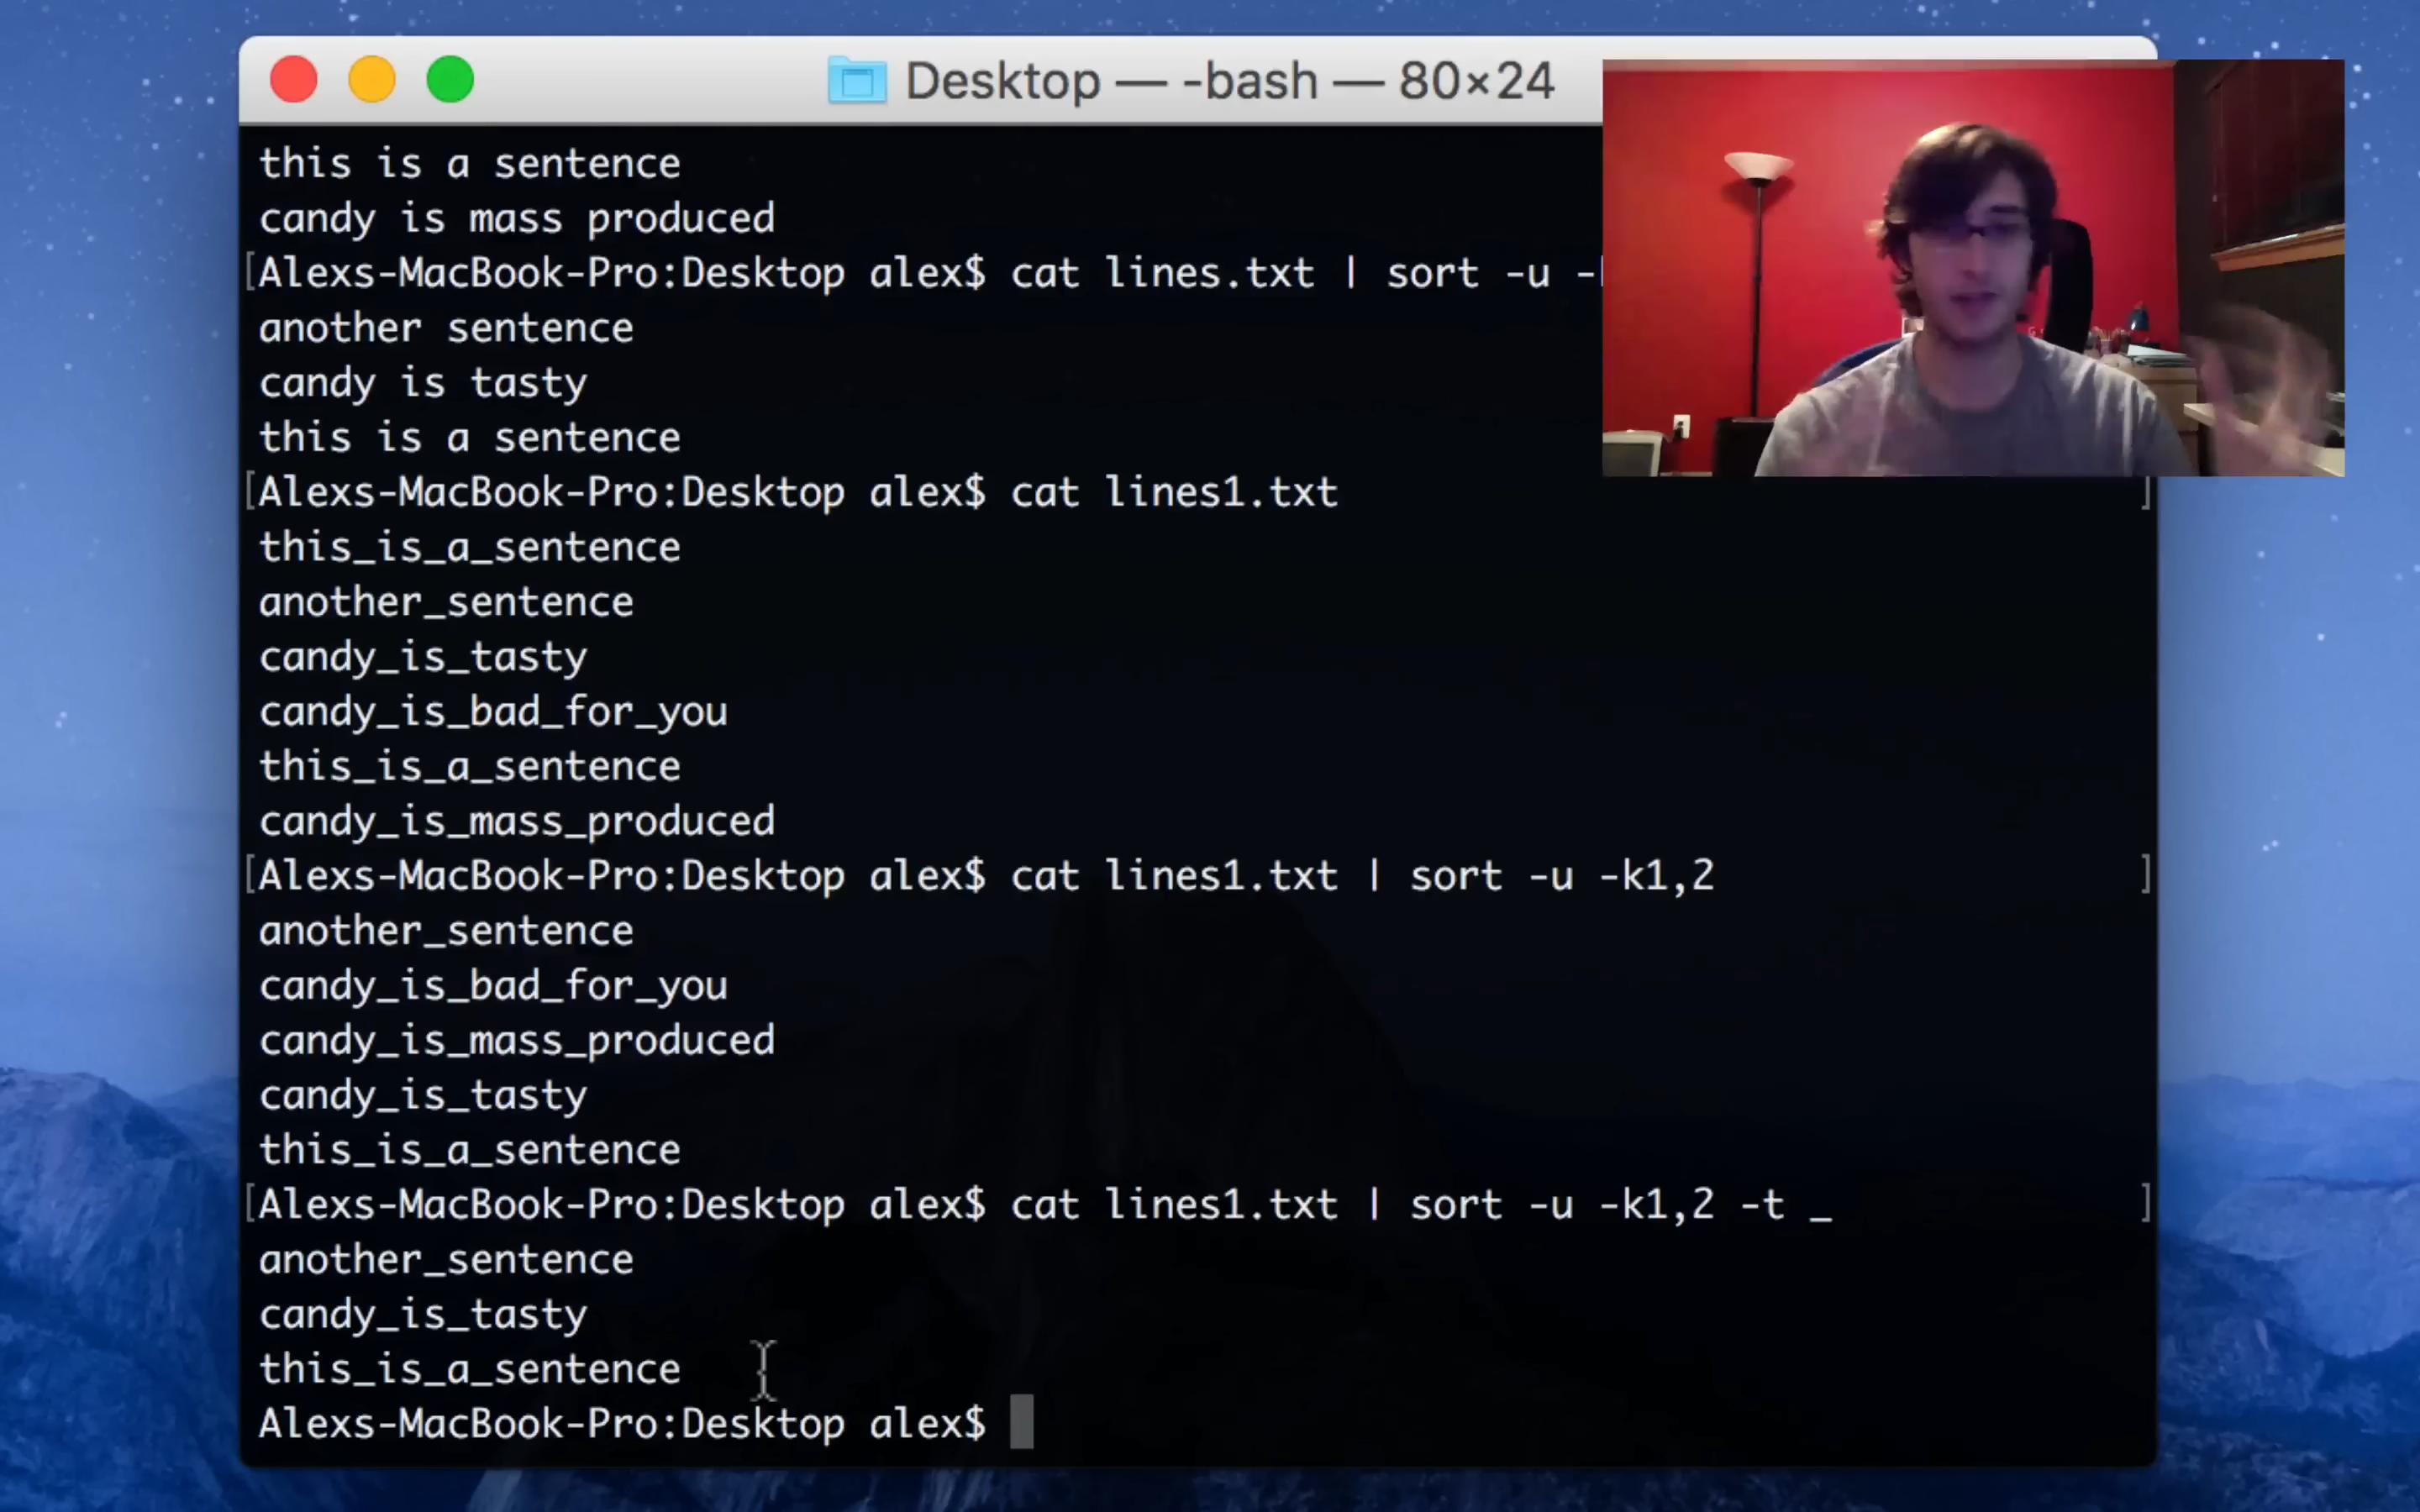 Desktop — -bash — 80×24
this is a sentence
candy is mass produced
[Alexs-MacBook-Pro:Desktop alex$ cat lines.txt | sort -u -
another sentence
candy is tasty
this is a sentence
[Alexs-MacBook-Pro:Desktop alex$ cat lines1.txt ]
this_is_a_sentence
another_sentence
candy_is_tasty
candy_is_bad_for_you
this_is_a_sentence
candy_is_mass_produced
[Alexs-MacBook-Pro:Desktop alex$ cat lines1.txt | sort -u -k1,2 ]
another_sentence
candy_is_bad_for_you
candy_is_mass_produced
candy_is_tasty
this_is_a_sentence
[Alexs-MacBook-Pro:Desktop alex$ cat lines1.txt | sort -u -k1,2 -t _ ]
another_sentence
candy_is_tasty
this_is_a_sentence
Alexs-MacBook-Pro:Desktop alex$